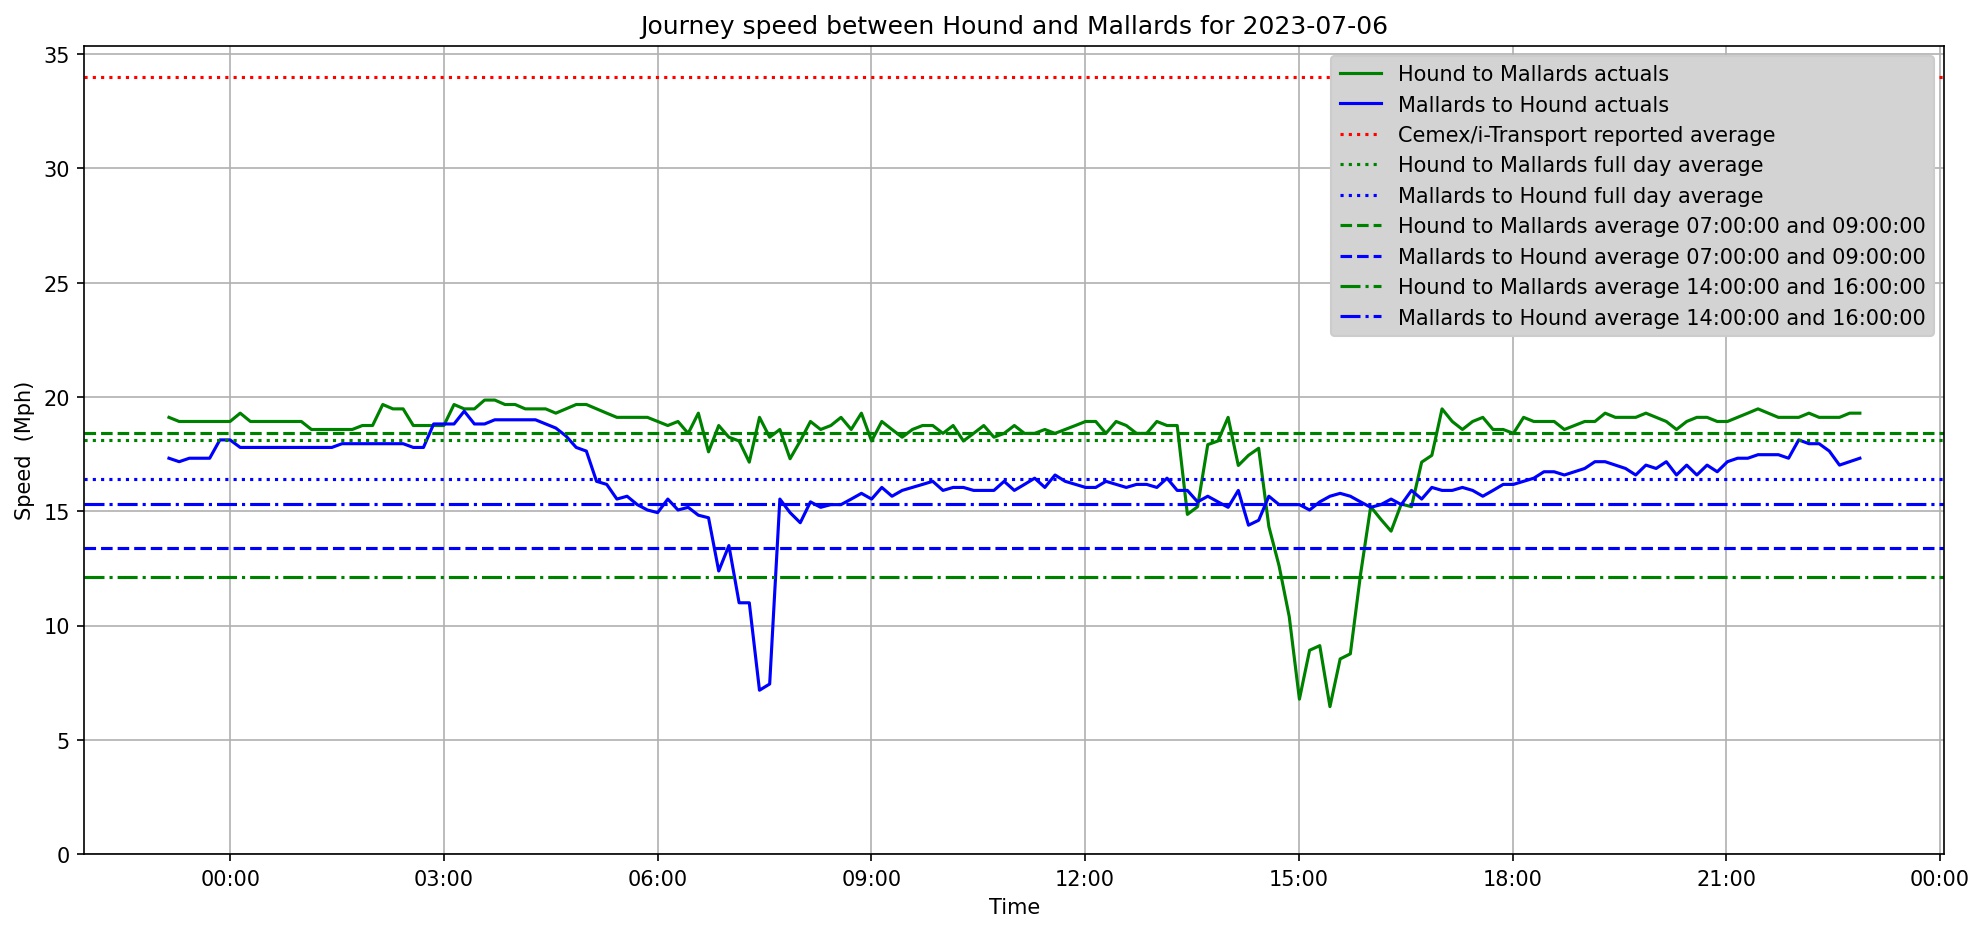 Journey speed between Hound and Mallards for 2023-07-06
35
30
25
20
15
10
5
0
Speed (Mph)
Hound to Mallards actuals
Mallards to Hound actuals
Cemex/i-Transport reported average
Hound to Mallards full day average
Mallards to Hound full day average
Hound to Mallards average 07:00:00 and 09:00:00
Mallards to Hound average 07:00:00 and 09:00:00
Hound to Mallards average 14:00:00 and 16:00:00
Mallards to Hound average 14:00:00 and 16:00:00
00:00 03:00 06:00 09:00 12:00 15:00 18:00 21:00 00:00
Time